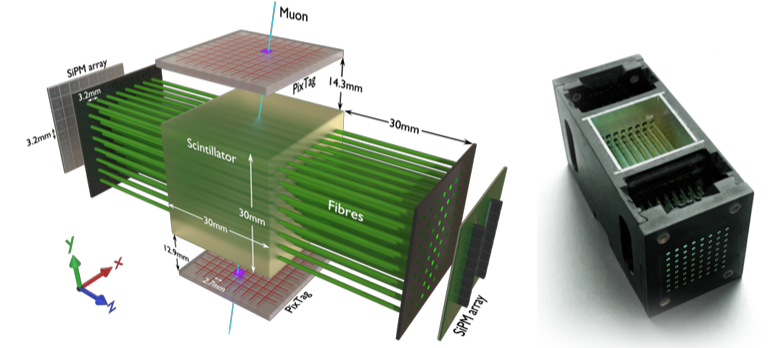 Muon
SiPM array
PixTag
14.3mm
3.2mm
3.2mm
30mm
Scintillator
30mm
30mm
Fibres
12.9mm
2.7mm
PixTag
SiPM array
y
x
z